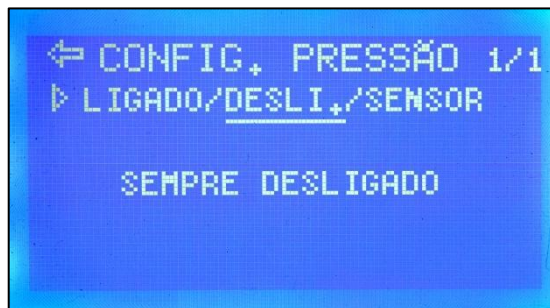 ⇦ CONFIG. PRESSÃO 1/1
▷ LIGADO/DESLI./SENSOR
SEMPRE DESLIGADO